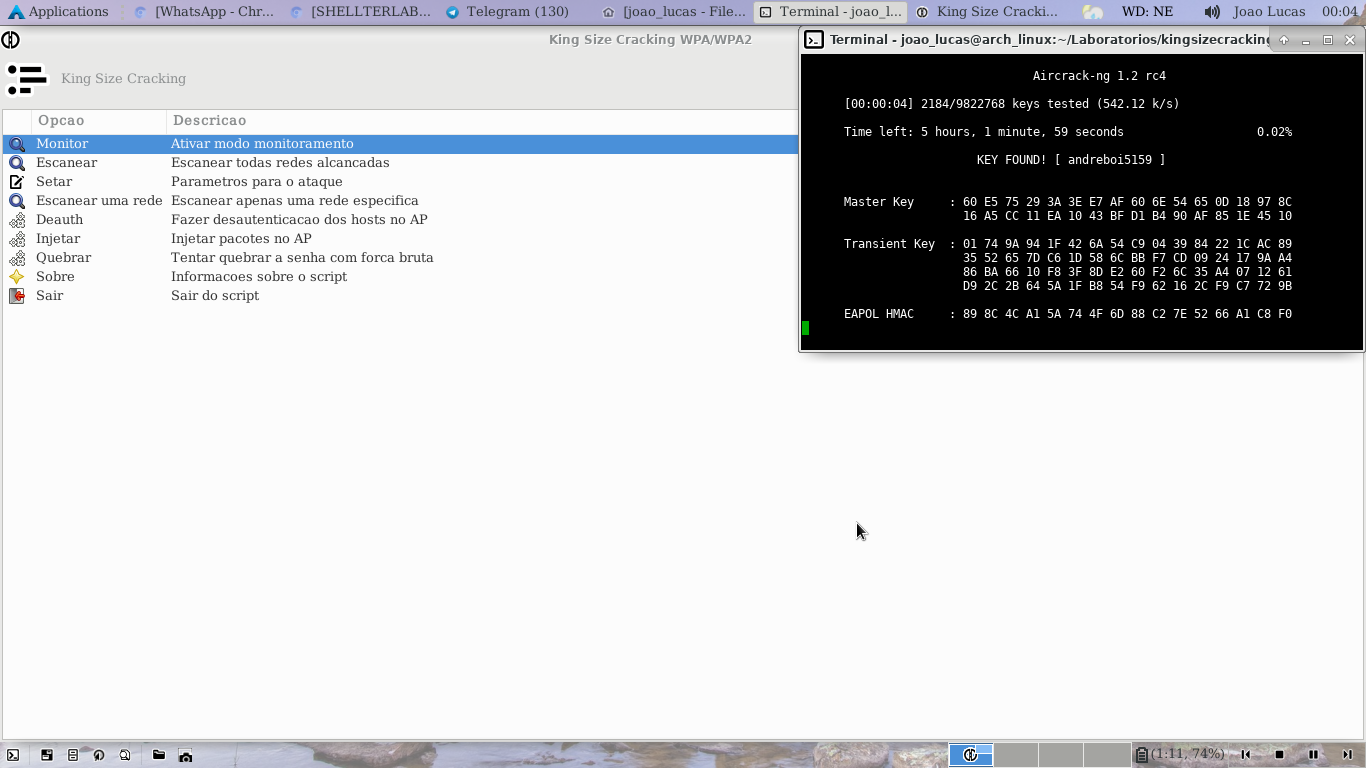 Applications [WhatsApp - Chr... [SHELLTERLAB... Telegram (130) [joao_lucas - File... Terminal - joao_l... King Size Cracki... WD: NE Joao Lucas 00:04
King Size Cracking WPA/WPA2
King Size Cracking
Opcao Descricao
Monitor Ativar modo monitoramento
Escanear Escanear todas redes alcancadas
Setar Parametros para o ataque
Escanear uma rede Escanear apenas uma rede especifica
Deauth Fazer desautenticacao dos hosts no AP
Injetar Injetar pacotes no AP
Quebrar Tentar quebrar a senha com forca bruta
Sobre Informacoes sobre o script
Sair Sair do script
Terminal - joao_lucas@arch_linux:~/Laboratorios/kingsizecracking
Aircrack-ng 1.2 rc4
[00:00:04] 2184/9822768 keys tested (542.12 k/s)
Time left: 5 hours, 1 minute, 59 seconds 0.02%
KEY FOUND! [ andreboi5159 ]
Master Key : 60 E5 75 29 3A 3E E7 AF 60 6E 54 65 0D 18 97 8C
16 A5 CC 11 EA 10 43 BF D1 B4 90 AF 85 1E 45 10
Transient Key : 01 74 9A 94 1F 42 6A 54 C9 04 39 84 22 1C AC 89
35 52 65 7D C6 1D 58 6C BB F7 CD 09 24 17 9A A4
86 BA 66 10 F8 3F 8D E2 60 F2 6C 35 A4 07 12 61
D9 2C 2B 64 5A 1F B8 54 F9 62 16 2C F9 C7 72 9B
EAPOL HMAC : 89 8C 4C A1 5A 74 4F 6D 88 C2 7E 52 66 A1 C8 F0
(1:11, 74%)